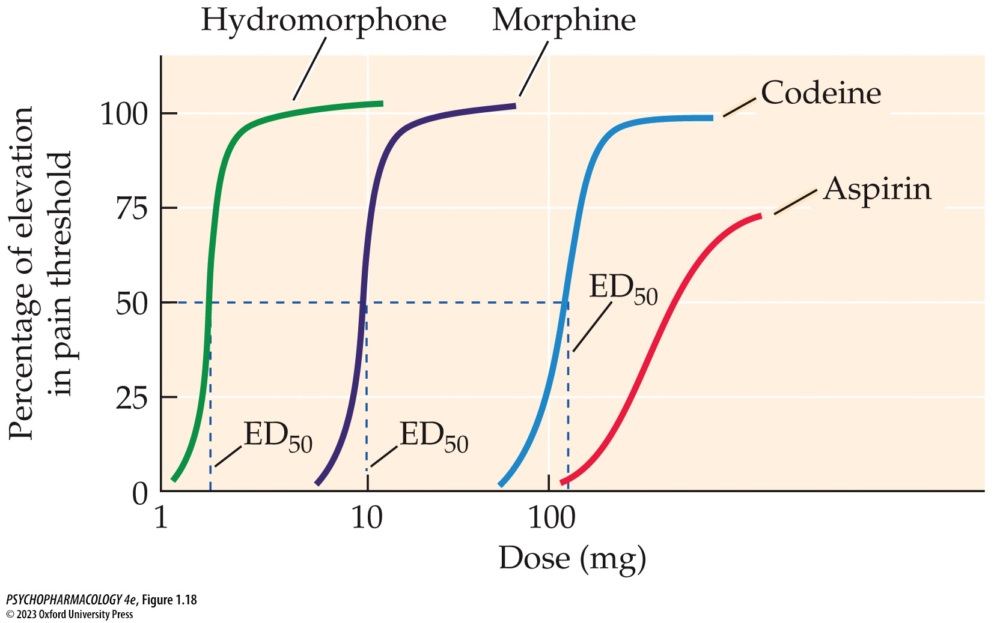 Hydromorphone
Morphine
Codeine
Aspirin
Percentage of elevation
in pain threshold
100
75
50
25
0
ED50
ED50
ED50
1
10
100
Dose (mg)
PSYCHOPHARMACOLOGY 4e, Figure 1.18
© 2023 Oxford University Press